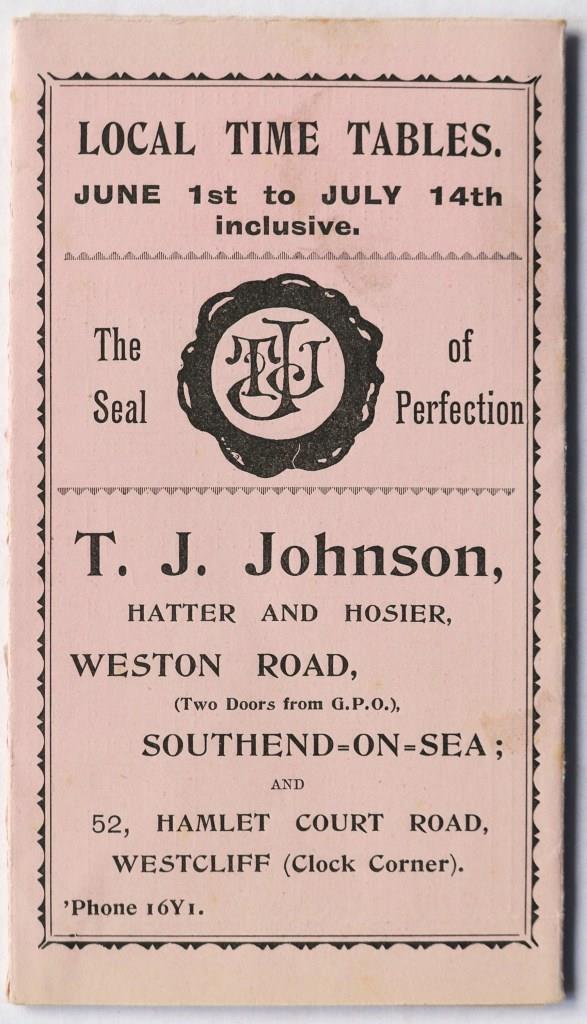 LOCAL TIME TABLES.
JUNE 1st to JULY 14th
inclusive.
The Seal
TJJ
of Perfection
T. J. Johnson,
HATTER AND HOSIER,
WESTON ROAD,
(Two Doors from G.P.O.),
SOUTHEND=ON=SEA;
AND
52, HAMLET COURT ROAD,
WESTCLIFF (Clock Corner).
'Phone 16Y1.